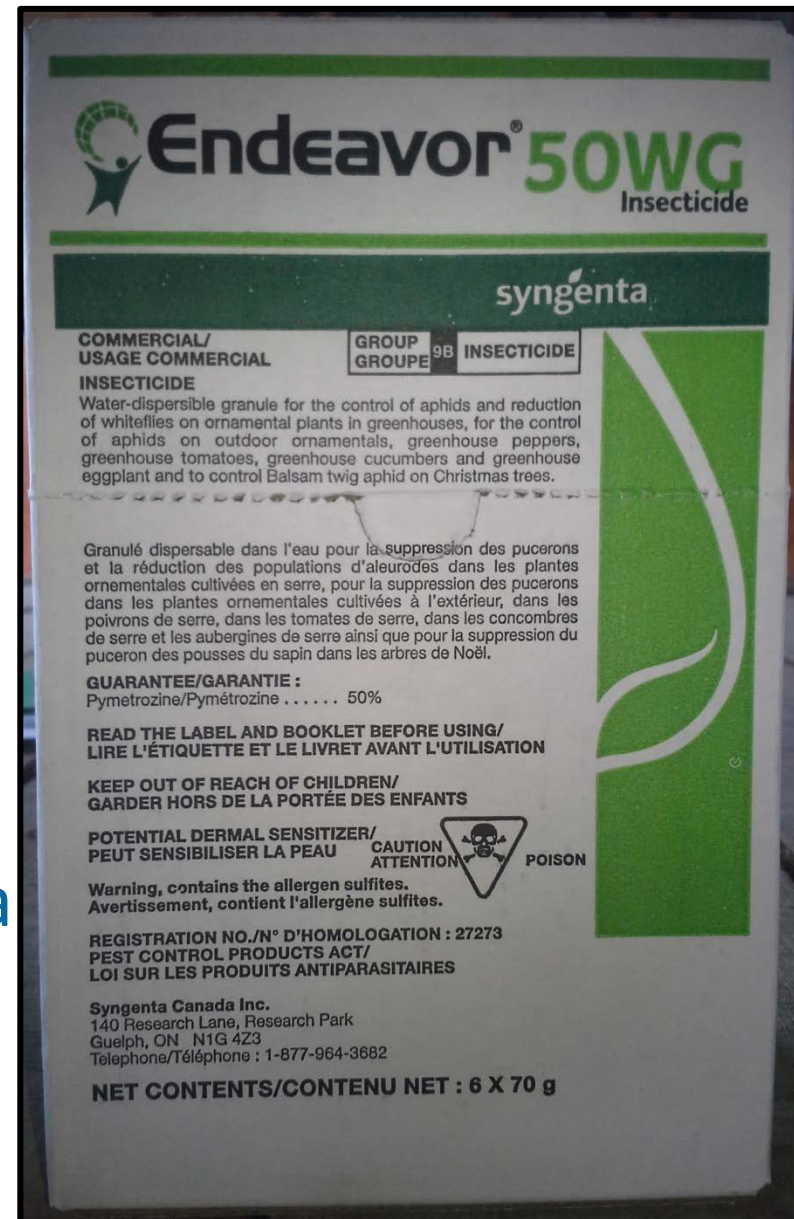 Endeavor® 50WG
Insecticide
syngenta
COMMERCIAL/
USAGE COMMERCIAL
GROUP
GROUPE
9B
INSECTICIDE
INSECTICIDE
Water-dispersible granule for the control of aphids and reduction
of whiteflies on ornamental plants in greenhouses, for the control
of aphids on outdoor ornamentals, greenhouse peppers,
greenhouse tomatoes, greenhouse cucumbers and greenhouse
eggplant and to control Balsam twig aphid on Christmas trees.
Granulé dispersable dans l'eau pour la suppression des pucerons
et la réduction des populations d'aleurodes dans les plantes
ornementales cultivées en serre, pour la suppression des pucerons
dans les plantes ornementales cultivées à l'extérieur, dans les
poivrons de serre, dans les tomates de serre, dans les concombres
de serre et les aubergines de serre ainsi que pour la suppression du
puceron des pousses du sapin dans les arbres de Noël.
GUARANTEE/GARANTIE :
Pymetrozine/Pymétrozine ...... 50%
READ THE LABEL AND BOOKLET BEFORE USING/
LIRE L'ÉTIQUETTE ET LE LIVRET AVANT L'UTILISATION
KEEP OUT OF REACH OF CHILDREN/
GARDER HORS DE LA PORTÉE DES ENFANTS
POTENTIAL DERMAL SENSITIZER/
PEUT SENSIBILISER LA PEAU
CAUTION
ATTENTION
POISON
Warning, contains the allergen sulfites.
Avertissement, contient l'allergène sulfites.
a
REGISTRATION NO./N° D'HOMOLOGATION : 27273
PEST CONTROL PRODUCTS ACT/
LOI SUR LES PRODUITS ANTIPARASITAIRES
Syngenta Canada Inc.
140 Research Lane, Research Park
Guelph, ON N1G 4Z3
Telephone/Téléphone : 1-877-964-3682
NET CONTENTS/CONTENU NET : 6 X 70 g